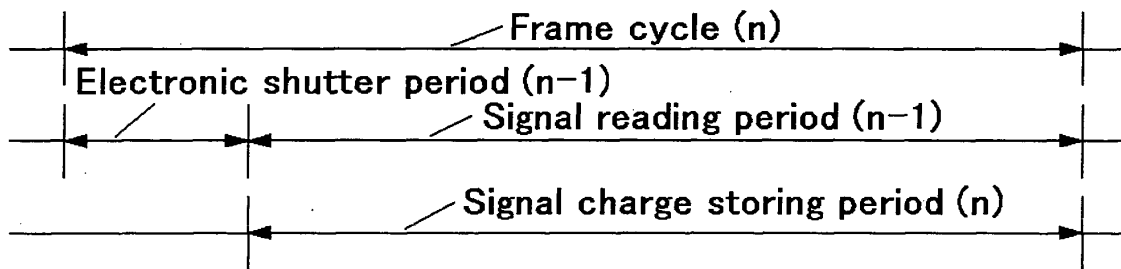 Frame cycle (n)
Electronic shutter period (n-1)
Signal reading period (n-1)
Signal charge storing period (n)